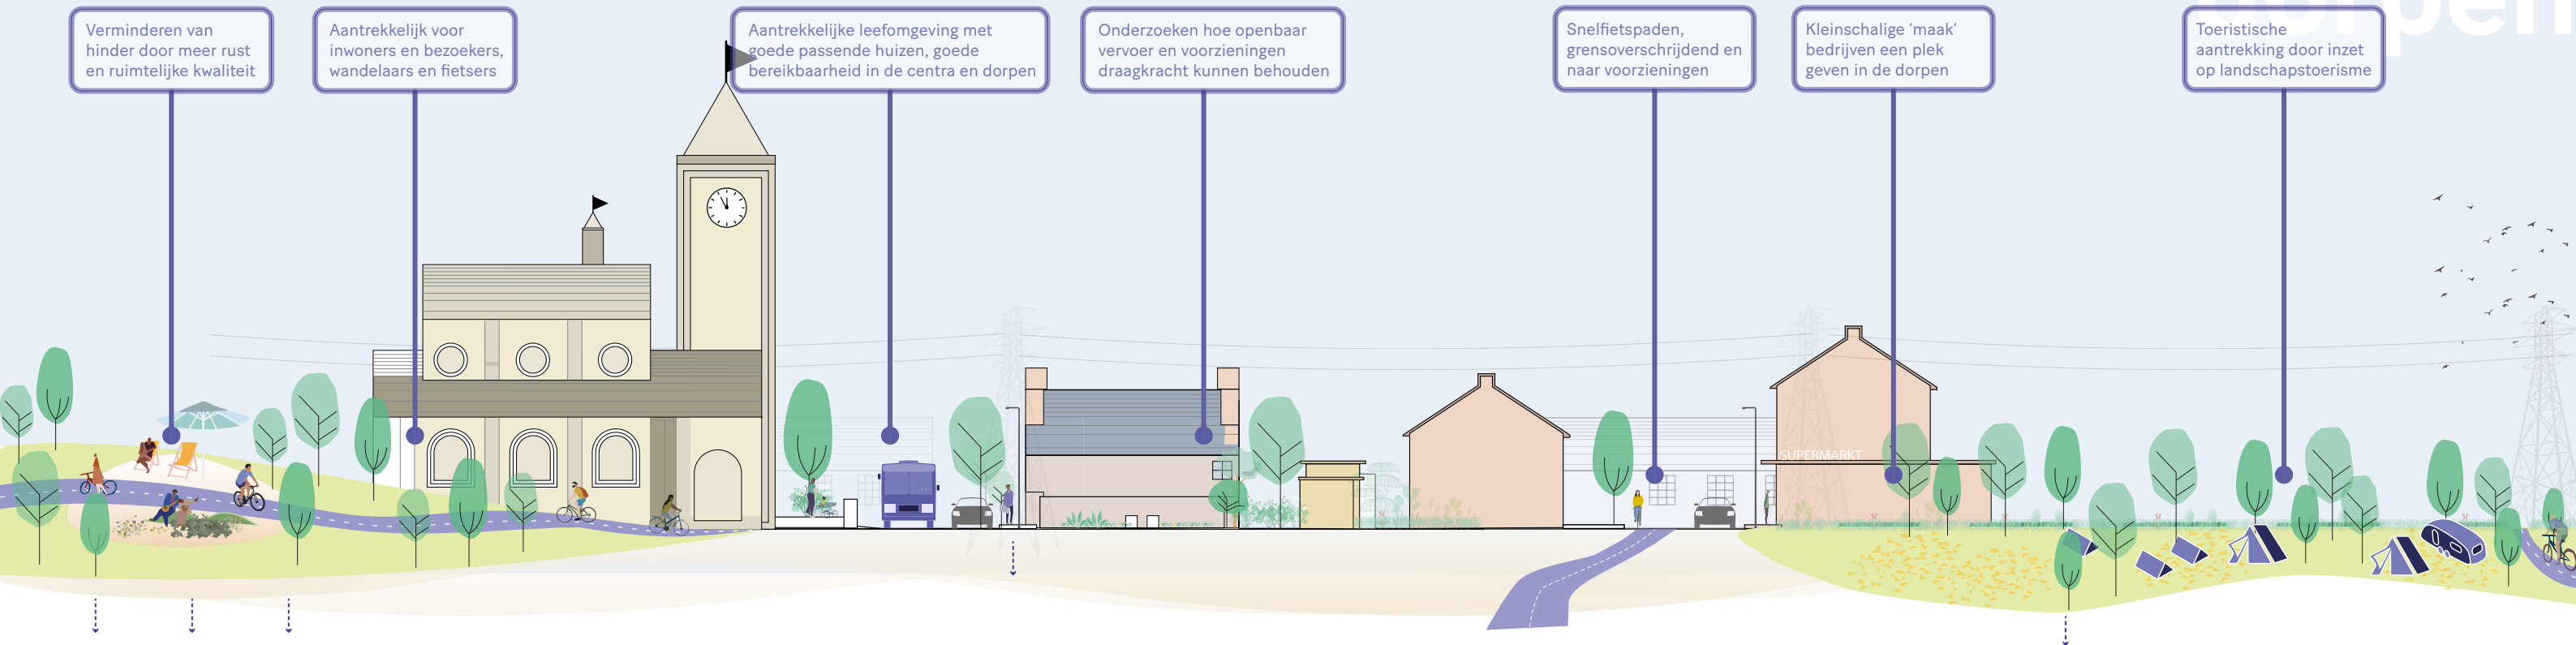 dorpen
Verminderen van
hinder door meer rust
en ruimtelijke kwaliteit
Aantrekkelijk voor
inwoners en bezoekers,
wandelaars en fietsers
Aantrekkelijke leefomgeving met
goede passende huizen, goede
bereikbaarheid in de centra en dorpen
Onderzoeken hoe openbaar
vervoer en voorzieningen
draagkracht kunnen behouden
Snelfietspaden,
grensoverschrijdend en
naar voorzieningen
Kleinschalige 'maak'
bedrijven een plek
geven in de dorpen
Toeristische
aantrekking door inzet
op landschapstoerisme
SUPERMARKT